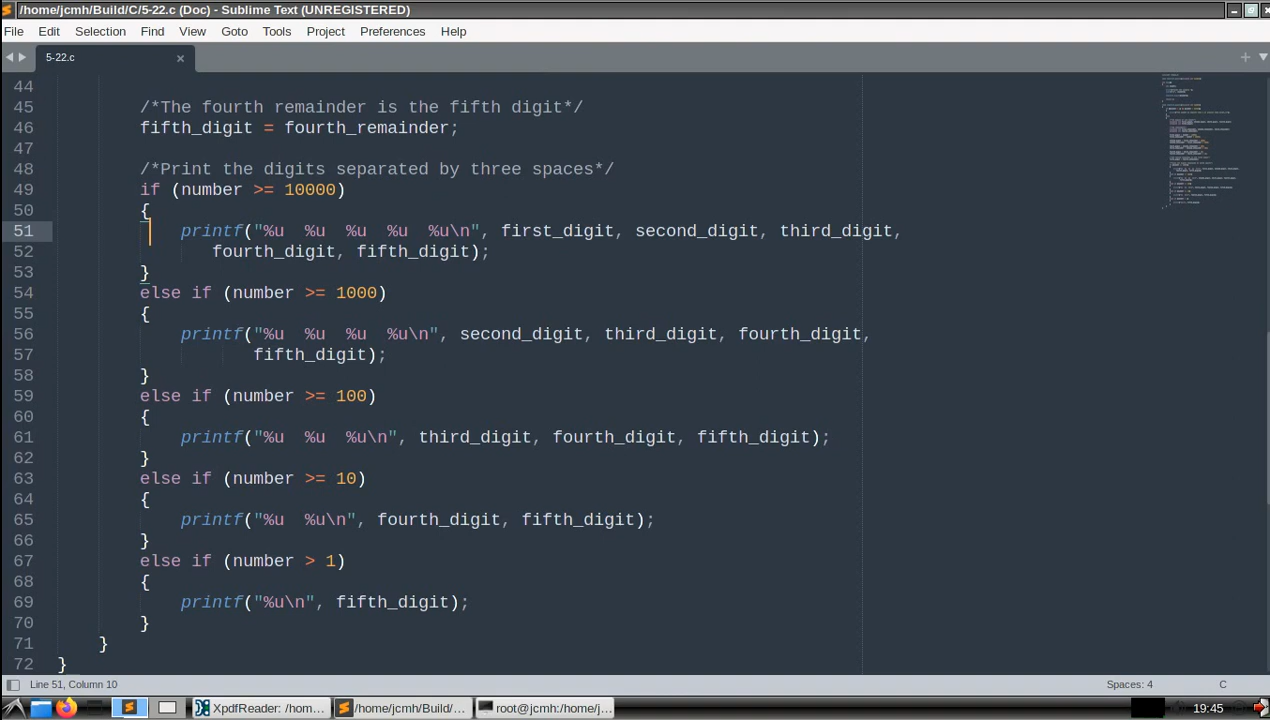 /home/jcmh/Build/C/5-22.c (Doc) - Sublime Text (UNREGISTERED)
File Edit Selection Find View Goto Tools Project Preferences Help
5-22.c
44
45 /*The fourth remainder is the fifth digit*/
46 fifth_digit = fourth_remainder;
47
48 /*Print the digits separated by three spaces*/
49 if (number >= 10000)
50 {
51 printf("%u  %u  %u  %u  %u\n", first_digit, second_digit, third_digit,
52 fourth_digit, fifth_digit);
53 }
54 else if (number >= 1000)
55 {
56 printf("%u  %u  %u  %u\n", second_digit, third_digit, fourth_digit,
57 fifth_digit);
58 }
59 else if (number >= 100)
60 {
61 printf("%u  %u  %u\n", third_digit, fourth_digit, fifth_digit);
62 }
63 else if (number >= 10)
64 {
65 printf("%u  %u\n", fourth_digit, fifth_digit);
66 }
67 else if (number > 1)
68 {
69 printf("%u\n", fifth_digit);
70 }
71 }
72 }
Line 51, Column 10 Spaces: 4 C
XpdfReader: /hom... /home/jcmh/Build/... root@jcmh:/home/j... 19:45